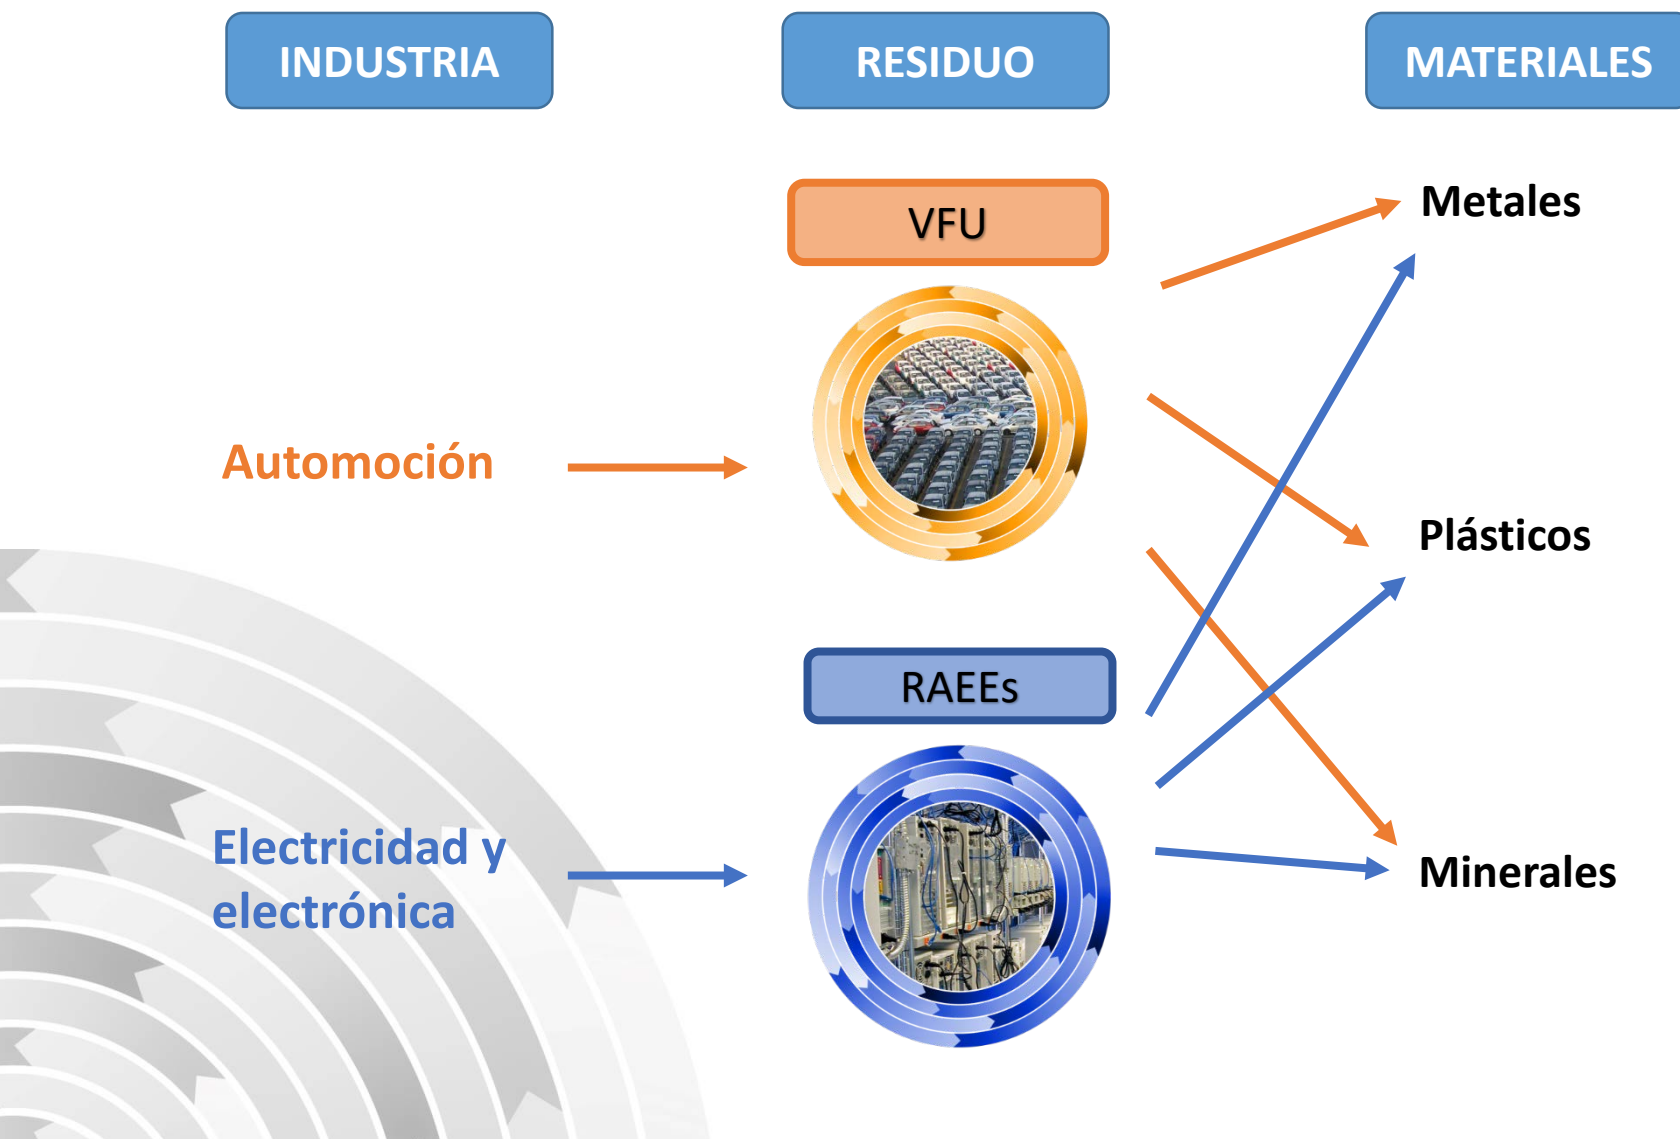 INDUSTRIA
RESIDUO
MATERIALES
VFU
Metales
Automoción
Plásticos
RAEEs
Electricidad y
electrónica
Minerales